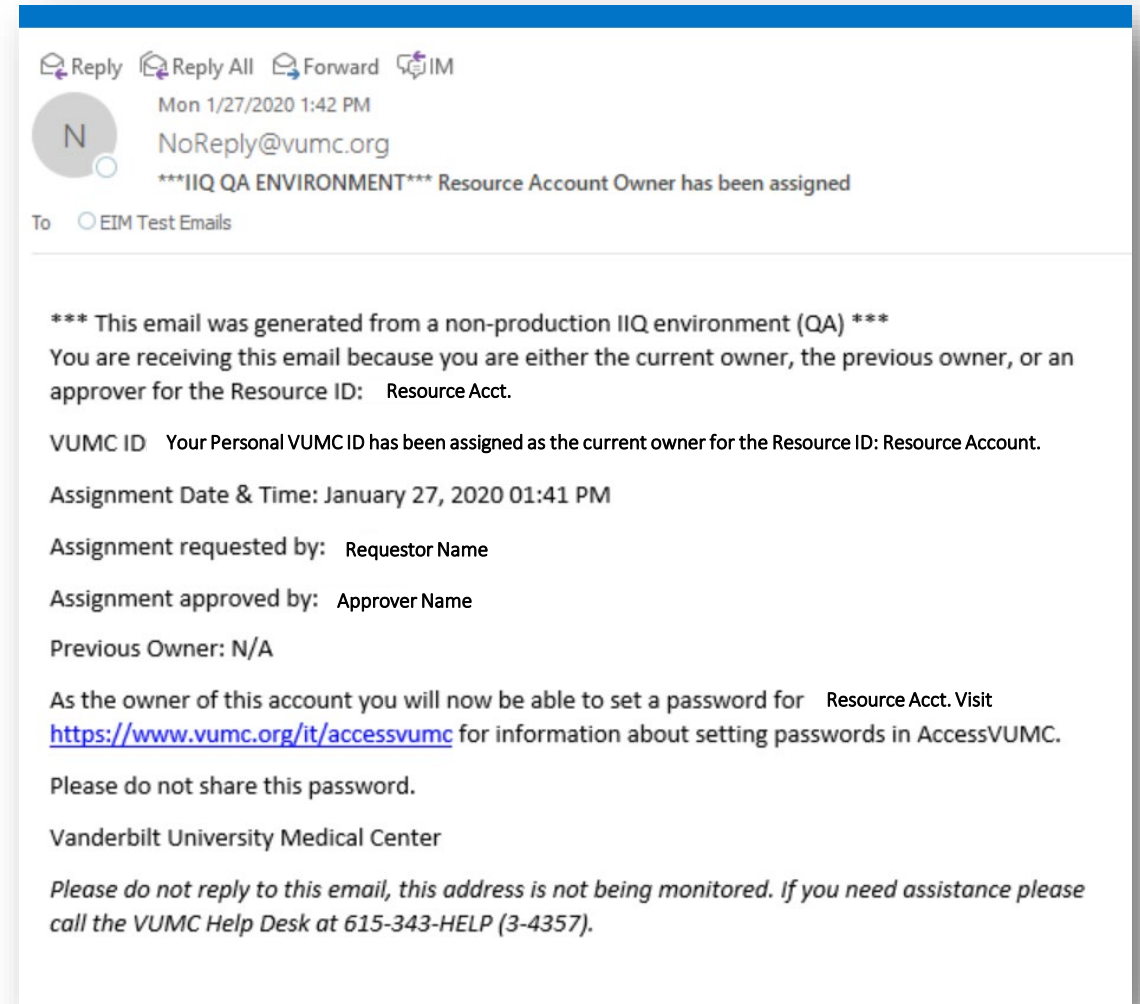 Reply Reply All Forward IM
Mon 1/27/2020 1:42 PM
N
NoReply@vumc.org
***IIQ QA ENVIRONMENT*** Resource Account Owner has been assigned
To EIM Test Emails
*** This email was generated from a non-production IIQ environment (QA) ***
You are receiving this email because you are either the current owner, the previous owner, or an
approver for the Resource ID: Resource Acct.
VUMC ID Your Personal VUMC ID has been assigned as the current owner for the Resource ID: Resource Account.
Assignment Date & Time: January 27, 2020 01:41 PM
Assignment requested by: Requestor Name
Assignment approved by: Approver Name
Previous Owner: N/A
As the owner of this account you will now be able to set a password for Resource Acct. Visit
https://www.vumc.org/it/accessvumc for information about setting passwords in AccessVUMC.
Please do not share this password.
Vanderbilt University Medical Center
Please do not reply to this email, this address is not being monitored. If you need assistance please
call the VUMC Help Desk at 615-343-HELP (3-4357).